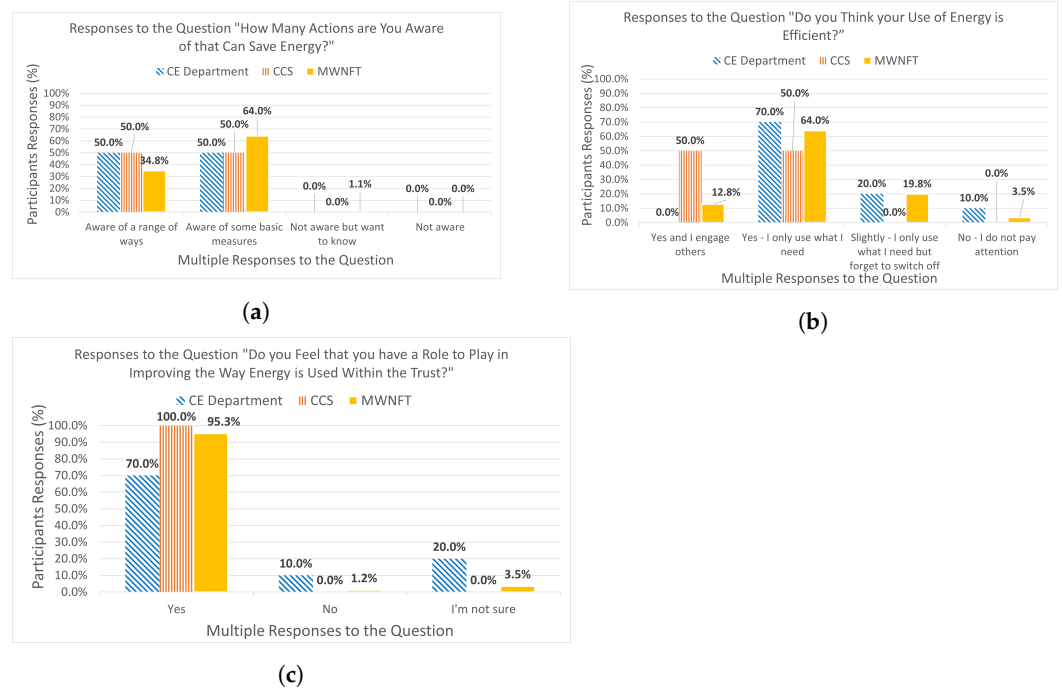 Responses to the Question "How Many Actions are You Aware
of that Can Save Energy?"
CE Department CCS MWNFT
Participants Responses (%)
100%
90%
80%
70%
60%
50%
40%
30%
20%
10%
0%
50.0% 50.0% 34.8%
50.0% 50.0% 64.0%
0.0% 0.0% 1.1%
0.0% 0.0% 0.0%
Aware of a range of
ways
Aware of some basic
measures
Not aware but want
to know
Not aware
Multiple Responses to the Question
(a)
Responses to the Question "Do you Think your Use of Energy is
Efficient?”
CE Department CCS MWNFT
Participants Responses (%)
100.0%
90.0%
80.0%
70.0%
60.0%
50.0%
40.0%
30.0%
20.0%
10.0%
0.0%
0.0% 50.0% 12.8%
70.0% 50.0% 64.0%
20.0% 0.0% 19.8%
10.0% 0.0% 3.5%
Yes and I engage
others
Yes - I only use what I
need
Slightly - I only use
what I need but
forget to switch off
No - I do not pay
attention
Multiple Responses to the Question
(b)
Responses to the Question "Do you Feel that you have a Role to Play in
Improving the Way Energy is Used Within the Trust?"
CE Department CCS MWNFT
Participants Responses (%)
100.0%
90.0%
80.0%
70.0%
60.0%
50.0%
40.0%
30.0%
20.0%
10.0%
0.0%
70.0% 100.0% 95.3%
10.0% 0.0% 1.2%
20.0% 0.0% 3.5%
Yes
No
I'm not sure
Multiple Responses to the Question
(c)